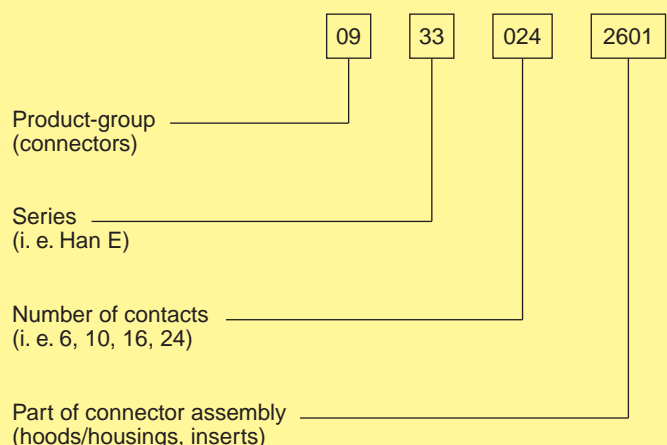 09 33 024 2601
Product-group
(connectors)
Series
(i. e. Han E)
Number of contacts
(i. e. 6, 10, 16, 24)
Part of connector assembly
(hoods/housings, inserts)